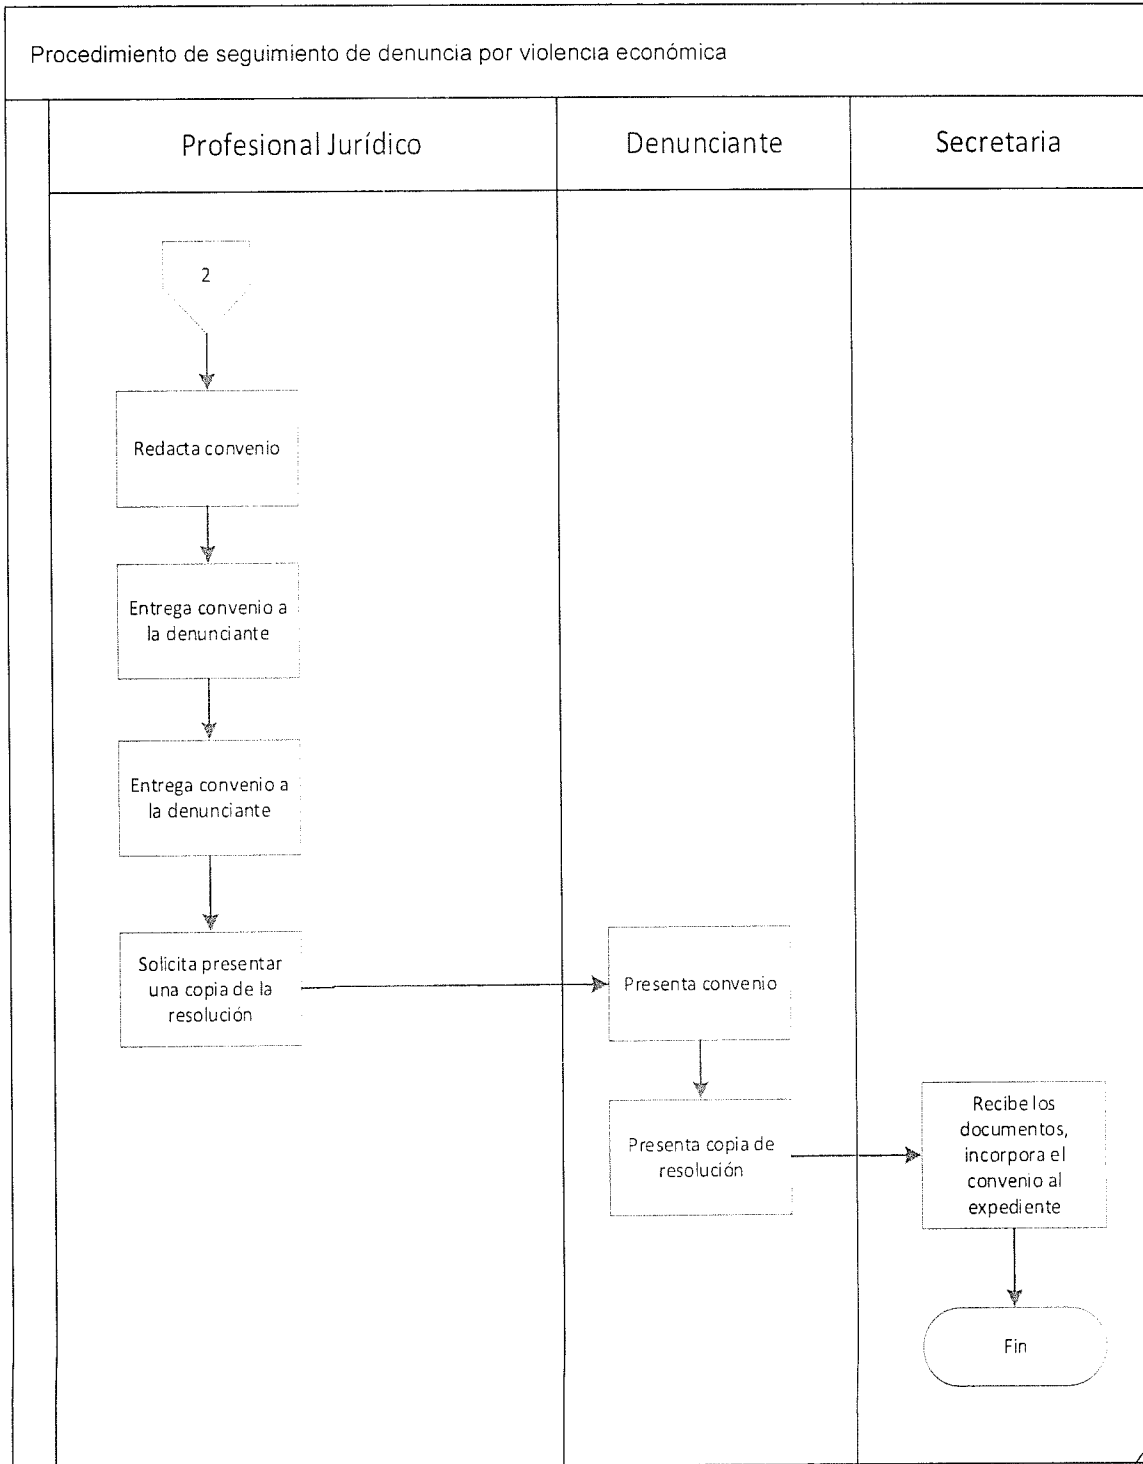 Procedimiento de seguimiento de denuncia por violencia económica
Profesional Jurídico
Denunciante
Secretaria
2
Redacta convenio
Entrega convenio a
la denunciante
Entrega convenio a
la denunciante
Solicita presentar
una copia de la
resolución
Presenta convenio
Presenta copia de
resolución
Recibe los
documentos,
incorpora el
convenio al
expediente
Fin